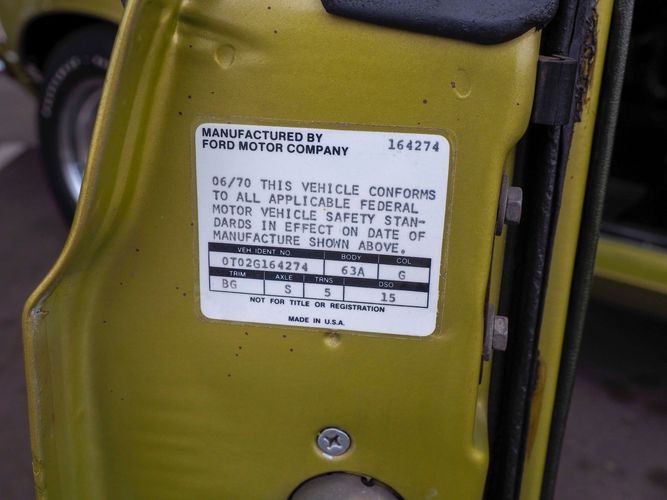 MANUFACTURED BY 164274
FORD MOTOR COMPANY
06/70 THIS VEHICLE CONFORMS
TO ALL APPLICABLE FEDERAL
MOTOR VEHICLE SAFETY STAN-
DARDS IN EFFECT ON DATE OF
MANUFACTURE SHOWN ABOVE.
VEH IDENT NO. BODY COL
0T02G164274 63A G
TRIM AXLE TRNS DSO
BG S 5 15
NOT FOR TITLE OR REGISTRATION
MADE IN U.S.A.